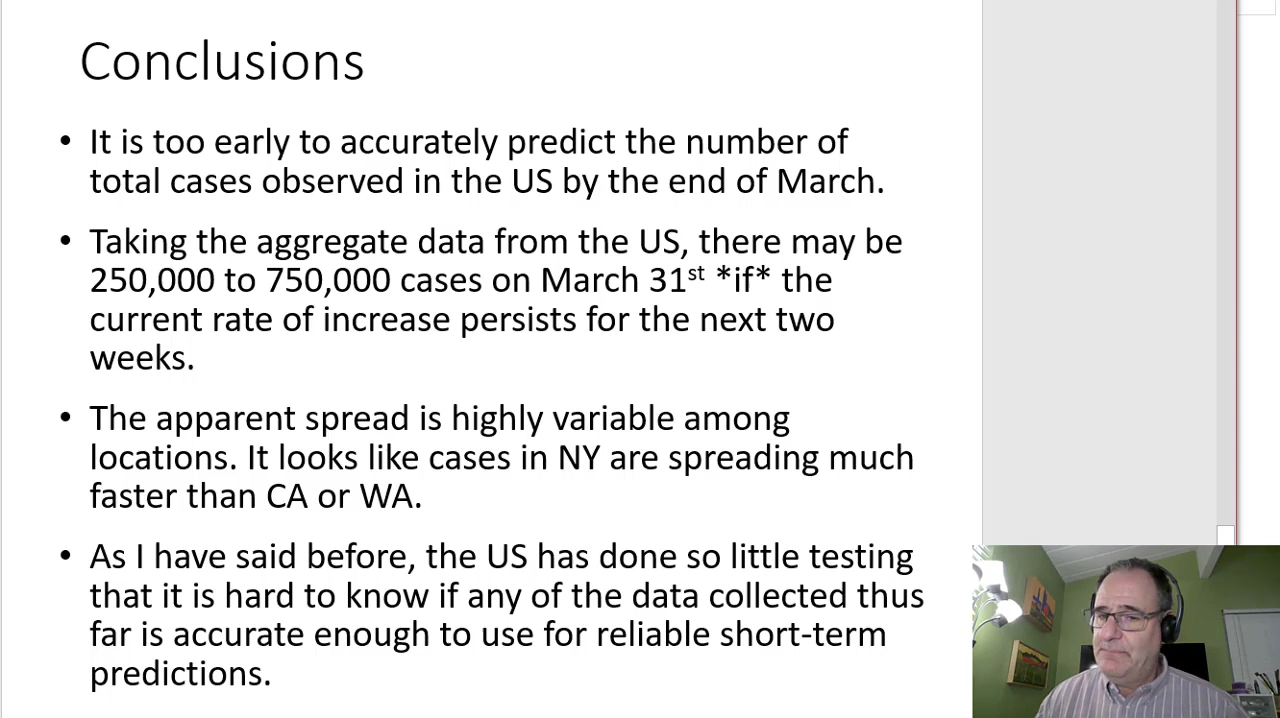 Conclusions
• It is too early to accurately predict the number of
total cases observed in the US by the end of March.
• Taking the aggregate data from the US, there may be
250,000 to 750,000 cases on March 31st *if* the
current rate of increase persists for the next two
weeks.
• The apparent spread is highly variable among
locations. It looks like cases in NY are spreading much
faster than CA or WA.
• As I have said before, the US has done so little testing
that it is hard to know if any of the data collected thus
far is accurate enough to use for reliable short-term
predictions.